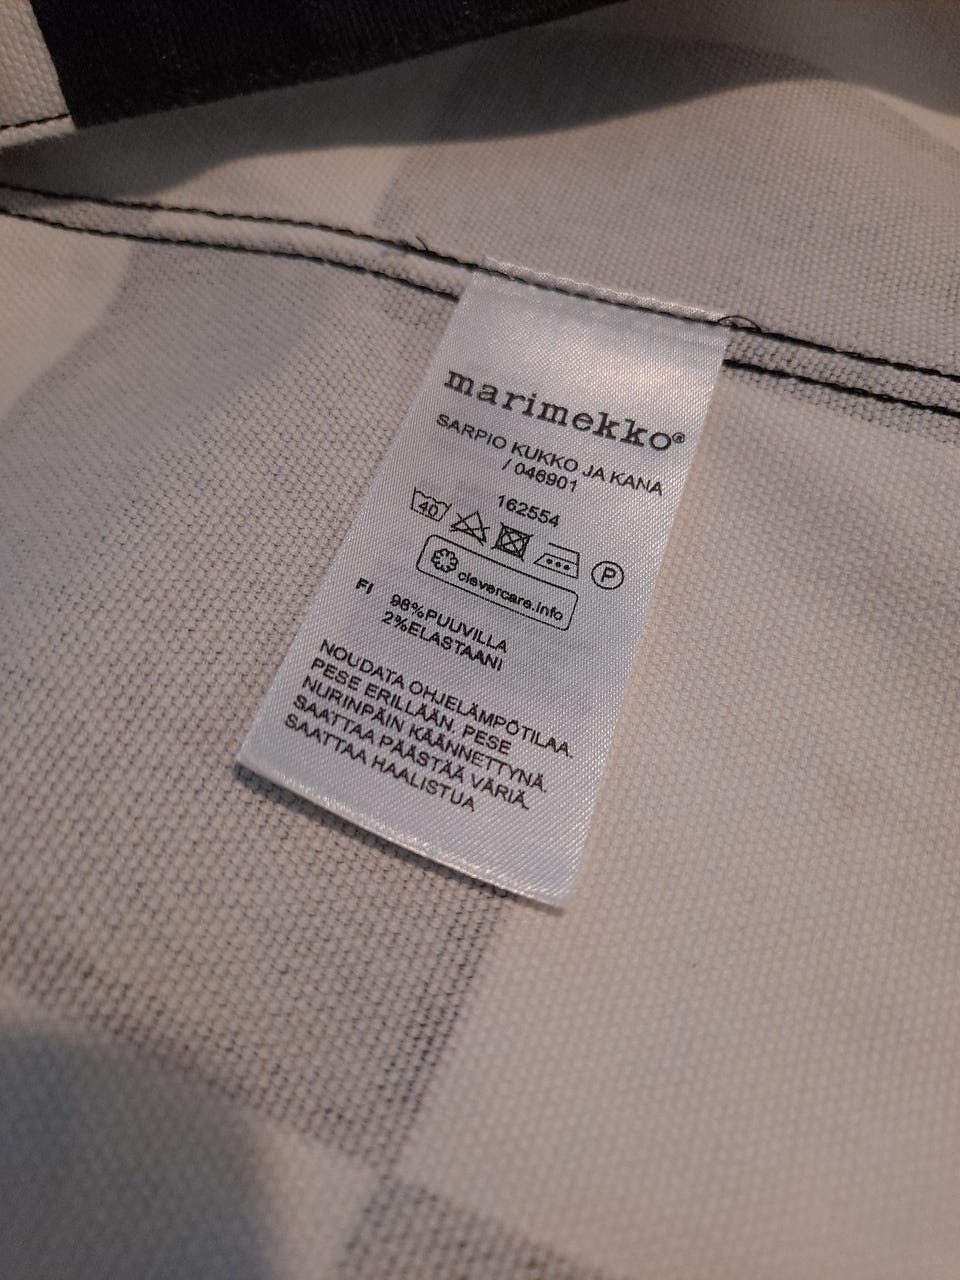 marimekko®
SARPIO KUKKO JA KANA
/ 046901
162554
40
P
clevercare.info
FI 98%PUUVILLA
2%ELASTAANI
NOUDATA OHJELÄMPÖTILAA.
PESE ERILLÄÄN. PESE
NURINPÄIN KÄÄNNETTYNÄ.
SAATTAA PÄÄSTÄÄ VÄRIÄ.
SAATTAA HAALISTUA